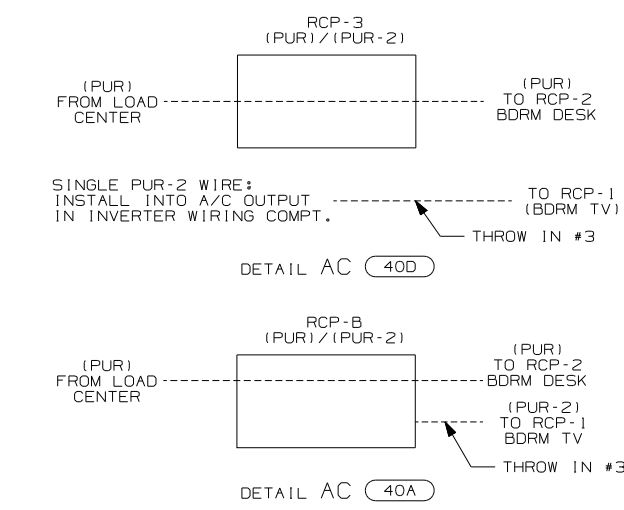 RCP-3
(PUR)/(PUR-2)
(PUR)
FROM LOAD
CENTER
(PUR)
TO RCP-2
BDRM DESK
SINGLE PUR-2 WIRE:
INSTALL INTO A/C OUTPUT
IN INVERTER WIRING COMPT.
TO RCP-1
(BDRM TV)
THROW IN #3
DETAIL AC 40D
RCP-B
(PUR)/(PUR-2)
(PUR)
FROM LOAD
CENTER
(PUR)
TO RCP-2
BDRM DESK
(PUR-2)
TO RCP-1
BDRM TV
THROW IN #3
DETAIL AC 40A